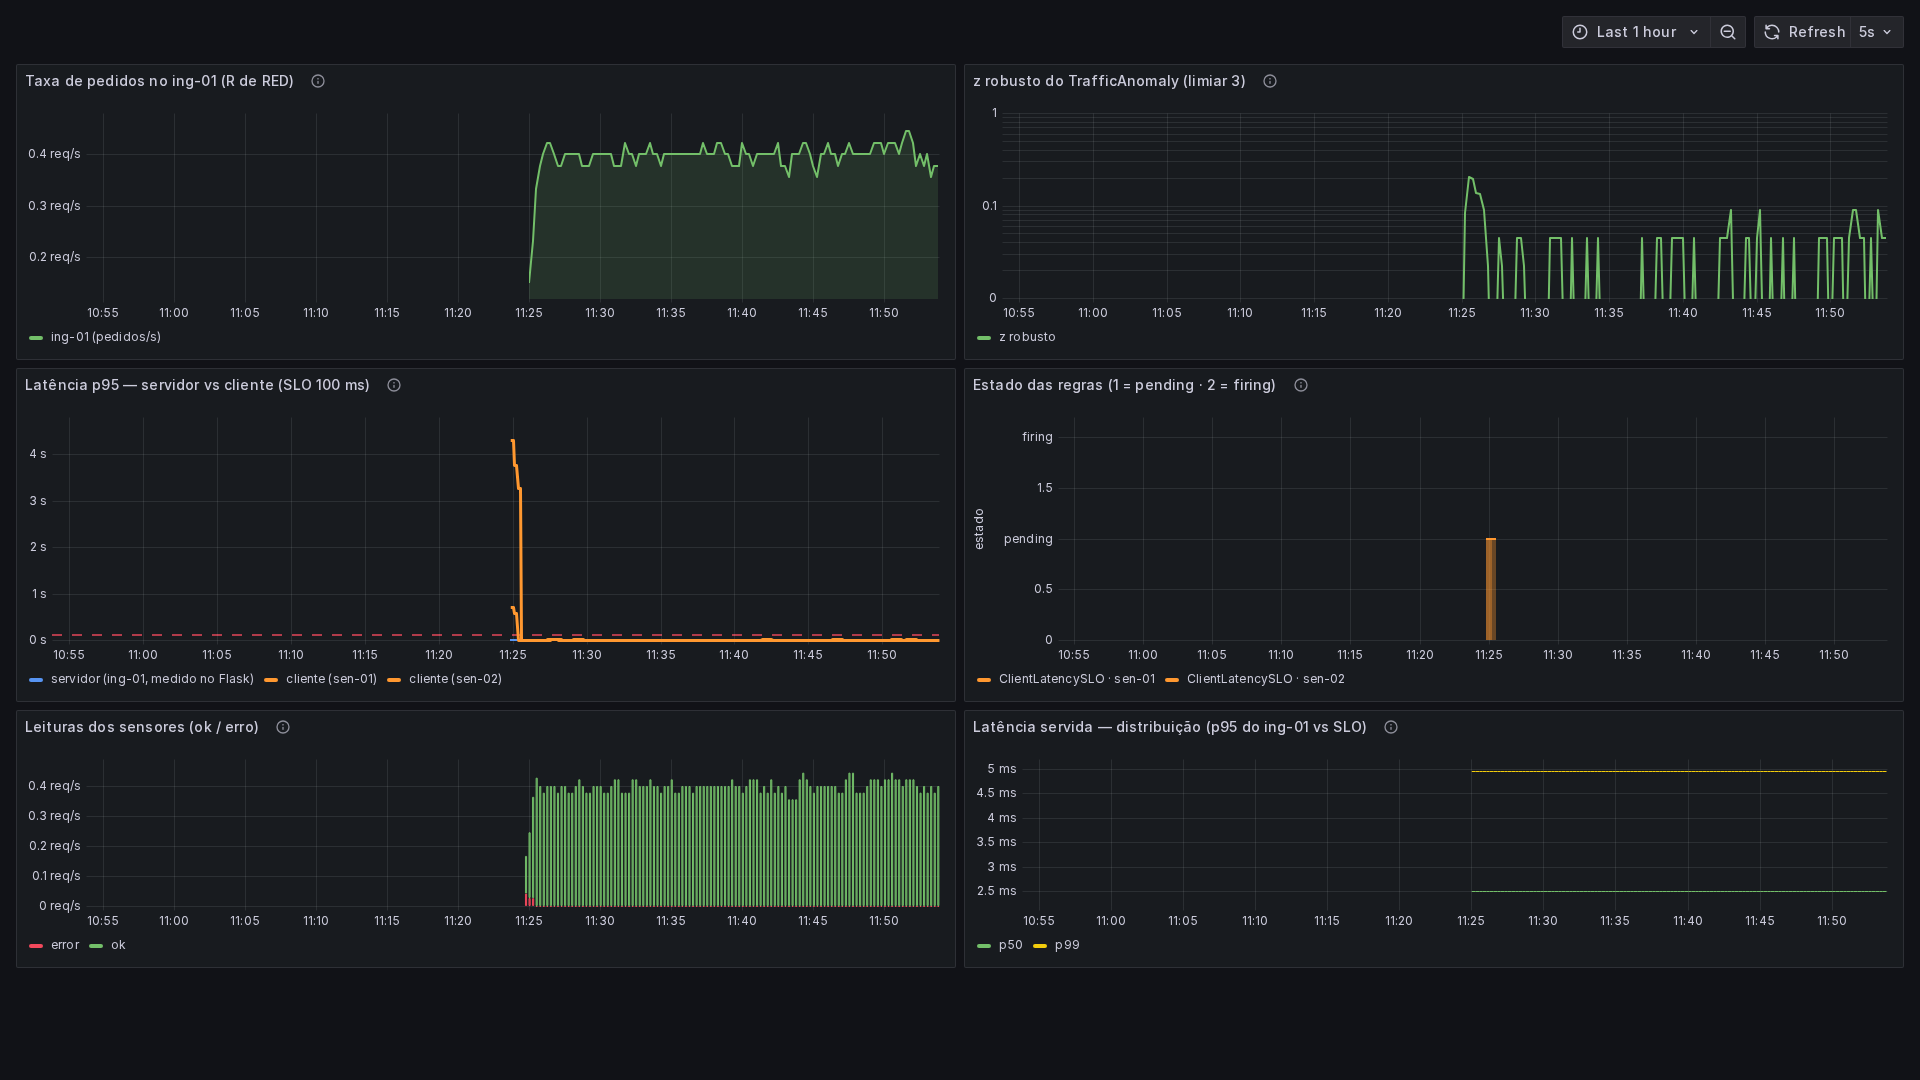 Last 1 hour
Refresh
5s
Taxa de pedidos no ing-01 (R de RED)
0.4 req/s
0.3 req/s
0.2 req/s
10:55 11:00 11:05 11:10 11:15 11:20 11:25 11:30 11:35 11:40 11:45 11:50
ing-01 (pedidos/s)
z robusto do TrafficAnomaly (limiar 3)
1
0.1
0
10:55 11:00 11:05 11:10 11:15 11:20 11:25 11:30 11:35 11:40 11:45 11:50
z robusto
Latência p95 — servidor vs cliente (SLO 100 ms)
4 s
3 s
2 s
1 s
0 s
10:55 11:00 11:05 11:10 11:15 11:20 11:25 11:30 11:35 11:40 11:45 11:50
servidor (ing-01, medido no Flask) cliente (sen-01) cliente (sen-02)
Estado das regras (1 = pending · 2 = firing)
estado
firing
1.5
pending
0.5
0
10:55 11:00 11:05 11:10 11:15 11:20 11:25 11:30 11:35 11:40 11:45 11:50
ClientLatencySLO · sen-01 ClientLatencySLO · sen-02
Leituras dos sensores (ok / erro)
0.4 req/s
0.3 req/s
0.2 req/s
0.1 req/s
0 req/s
10:55 11:00 11:05 11:10 11:15 11:20 11:25 11:30 11:35 11:40 11:45 11:50
error ok
Latência servida — distribuição (p95 do ing-01 vs SLO)
5 ms
4.5 ms
4 ms
3.5 ms
3 ms
2.5 ms
10:55 11:00 11:05 11:10 11:15 11:20 11:25 11:30 11:35 11:40 11:45 11:50
p50 p99